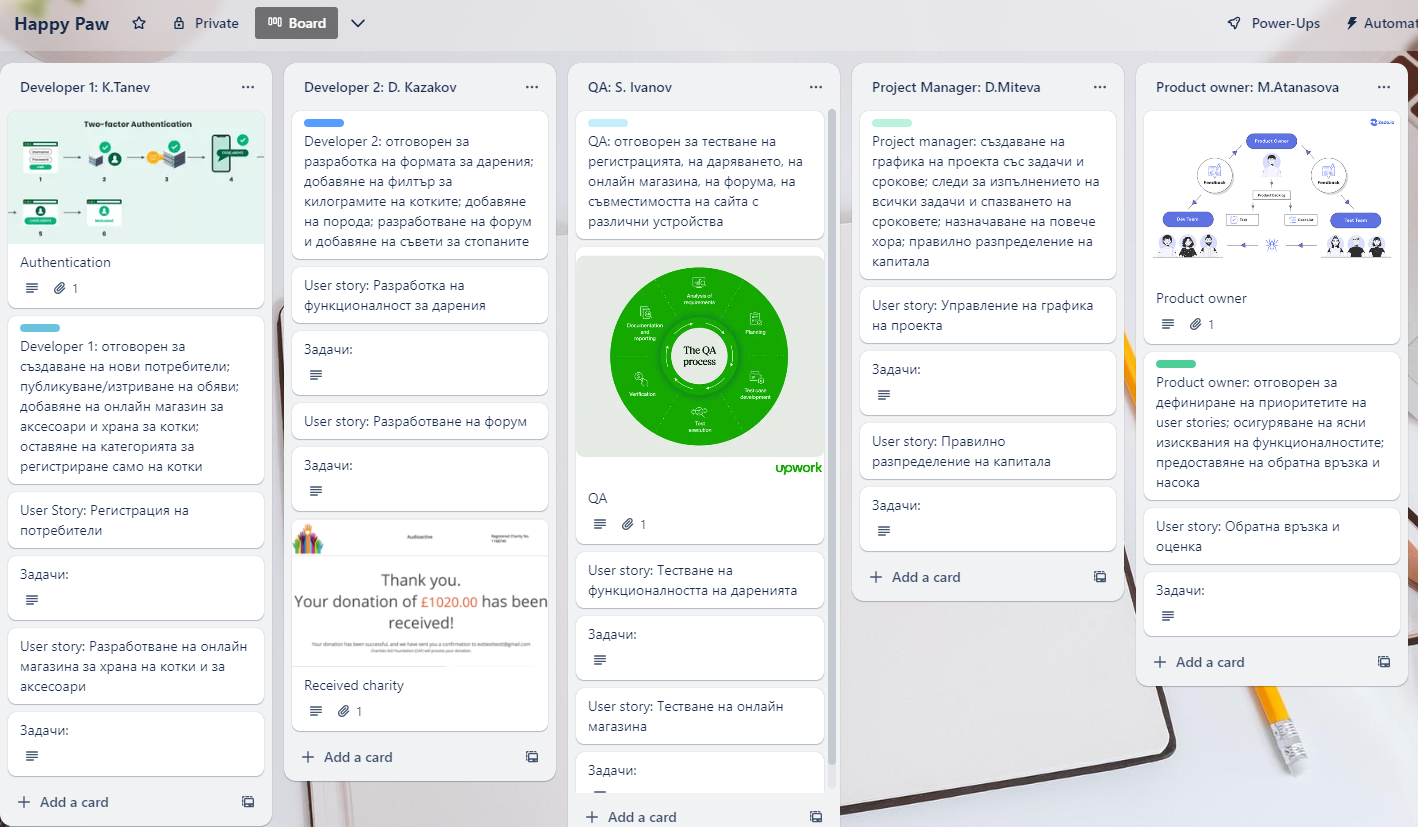 Happy Paw
Private
Board
Power-Ups
Automat
Developer 1: K.Tanev
Two-factor Authentication
1
2
3
4
5
6
Authentication
1
Developer 1: отговорен за
създаване на нови потребители;
публикуване/изтриване на обяви;
добавяне на онлайн магазин за
аксесоари и храна за котки;
оставяне на категорията за
регистриране само на котки
User Story: Регистрация на
потребители
Задачи:
User story: Разработване на онлайн
магазина за храна на котки и за
аксесоари
Задачи:
Add a card
Developer 2: D. Kazakov
Developer 2: отговорен за
разработка на формата за дарения;
добавяне на филтър за
килограмите на котките; добавяне
на порода; разработване на форум
и добавяне на съвети за стопаните
User story: Разработка на
функционалност за дарения
Задачи:
User story: Разработване на форум
Задачи:
Audioactive
Registered Charity No.
Thank you.
Your donation of £1020.00 has been
received!
Received charity
1
Add a card
QA: S. Ivanov
QA: отговорен за тестване на
регистрацията, на даряването, на
онлайн магазина, на форума, на
съвместимостта на сайта с
различни устройства
Analysis of
requirements
Planning
Test case
development
Test
execution
Verification
Documentation
and
reporting
The QA
process
upwork
QA
1
User story: Тестване на
функционалността на даренията
Задачи:
User story: Тестване на онлайн
магазина
Задачи:
Add a card
Project Manager: D.Miteva
Project manager: създаване на
графика на проекта със задачи и
срокове; следи за изпълнението на
всички задачи и спазването на
сроковете; назначаване на повече
хора; правилно разпределение на
капитала
User story: Управление на графика
на проекта
Задачи:
User story: Правилно
разпределение на капитала
Задачи:
Add a card
Product owner: M.Atanasova
Product Owner
Feedback
Feedback
Product Backlog
Dev Team
Test Team
Product owner
1
Product owner: отговорен за
дефиниране на приоритетите на
user stories; осигуряване на ясни
изисквания на функционалностите;
предоставяне на обратна връзка и
насока
User story: Обратна връзка и
оценка
Задачи:
Add a card